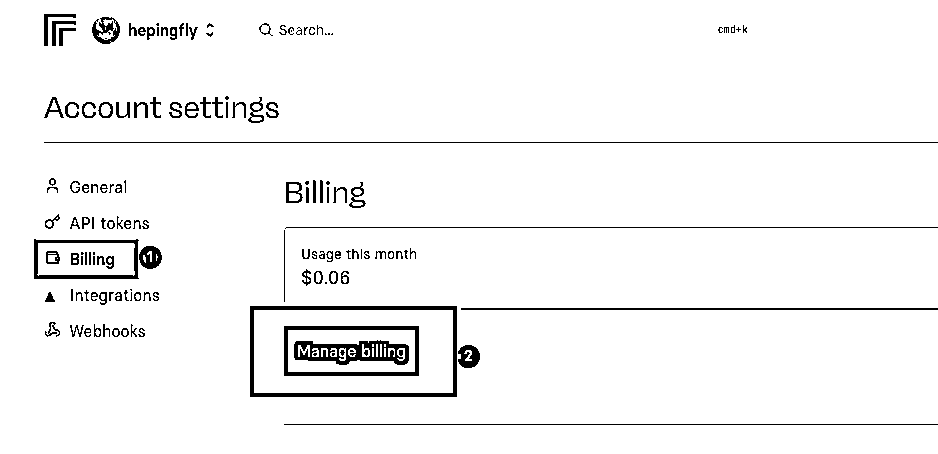 hepingfly
Search...
cmd+k
Account settings
General
API tokens
Billing
1
Integrations
Webhooks
Billing
Usage this month
$0.06
Manage billing
2